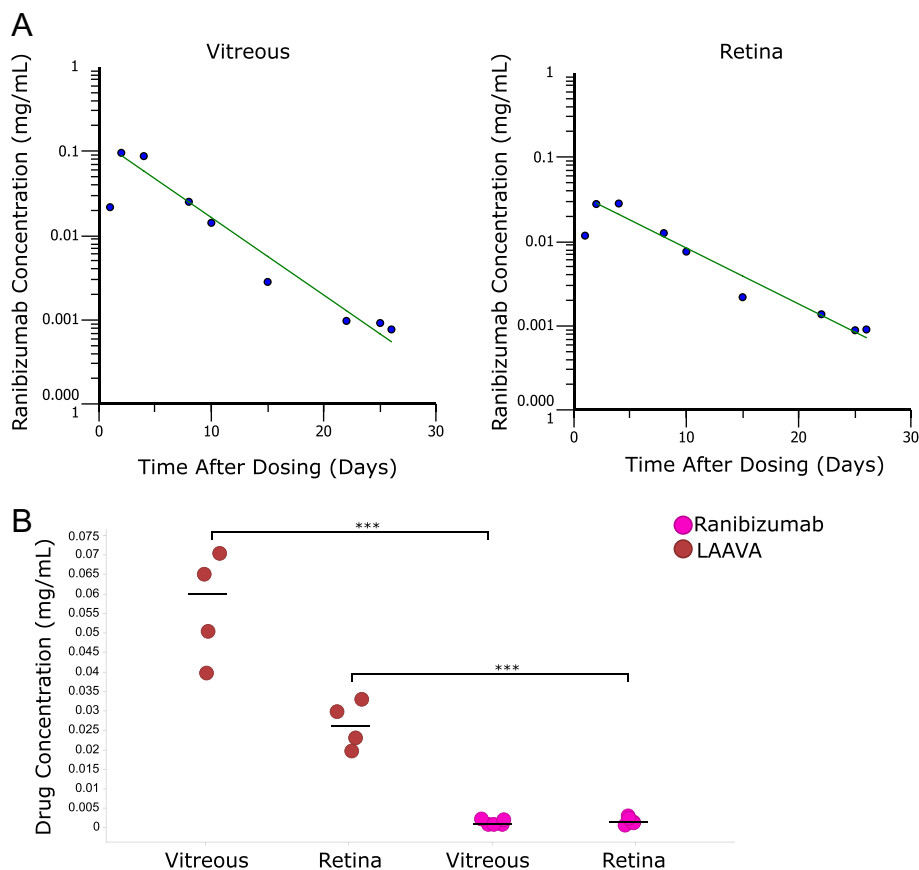 A
Vitreous
Ranibizumab Concentration (mg/mL)
1
0.1
0.01
0.001
0.000
1
0 10 20 30
Time After Dosing (Days)
Retina
Ranibizumab Concentration (mg/mL)
1
0.1
0.01
0.001
0.000
1
0 10 20 30
Time After Dosing (Days)
B
Ranibizumab
LAAVA
***
***
Drug Concentration (mg/mL)
0.075
0.07
0.065
0.06
0.055
0.05
0.045
0.04
0.035
0.03
0.025
0.02
0.015
0.01
0.005
0
Vitreous Retina Vitreous Retina